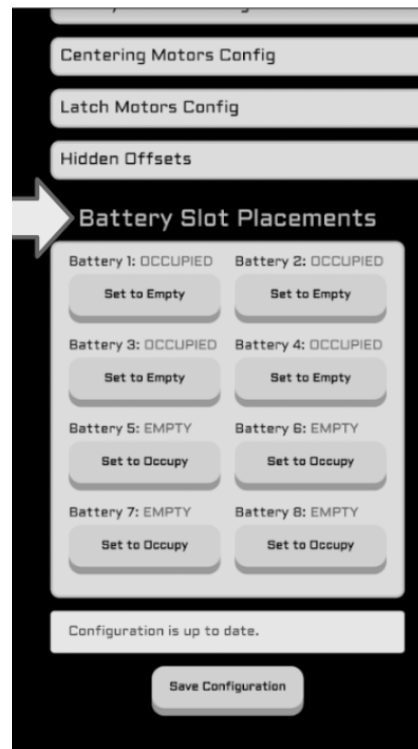 Centering Motors Config
Latch Motors Config
Hidden Offsets
Battery Slot Placements
Battery 1: OCCUPIED Battery 2: OCCUPIED
Set to Empty Set to Empty
Battery 3: OCCUPIED Battery 4: OCCUPIED
Set to Empty Set to Empty
Battery 5: EMPTY Battery 6: EMPTY
Set to Occupy Set to Occupy
Battery 7: EMPTY Battery 8: EMPTY
Set to Occupy Set to Occupy
Configuration is up to date.
Save Configuration